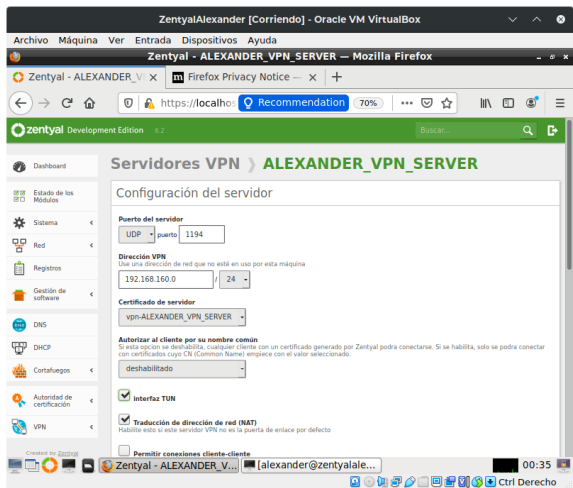 ZentyalAlexander [Corriendo] - Oracle VM VirtualBox
Archivo Máquina Ver Entrada Dispositivos Ayuda
Zentyal - ALEXANDER_VPN_SERVER — Mozilla Firefox
Zentyal - ALEXANDER_V
Firefox Privacy Notice —
https://localhos
Recommendation
70%
zentyal Development Edition 6.2
Buscar...
Dashboard
Estado de los
Módulos
Sistema
Red
Registros
Gestión de
software
DNS
DHCP
Cortafuegos
Autoridad de
certificación
VPN
Created by Zentyal
Servidores VPN ALEXANDER_VPN_SERVER
Configuración del servidor
Puerto del servidor
UDP puerto 1194
Dirección VPN
Use una dirección de red que no esté en uso por esta máquina
192.168.160.0 / 24
Certificado de servidor
vpn-ALEXANDER_VPN_SERVER
Autorizar al cliente por su nombre común
Si esta opcion se deshabilita, cualquier cliente con un certificado generado por Zentyal podra conectarse. Si se habilita, solo se podra conectar
con certificados cuyo CN (Common Name) empiece con el valor seleccionado.
deshabilitado
interfaz TUN
Traducción de dirección de red (NAT)
Habilite esto si este servidor VPN no es la puerta de enlace por defecto
Permitir conexiones cliente-cliente
Zentyal - ALEXANDER_V...
[alexander@zentyalale...
00:35
Ctrl Derecho